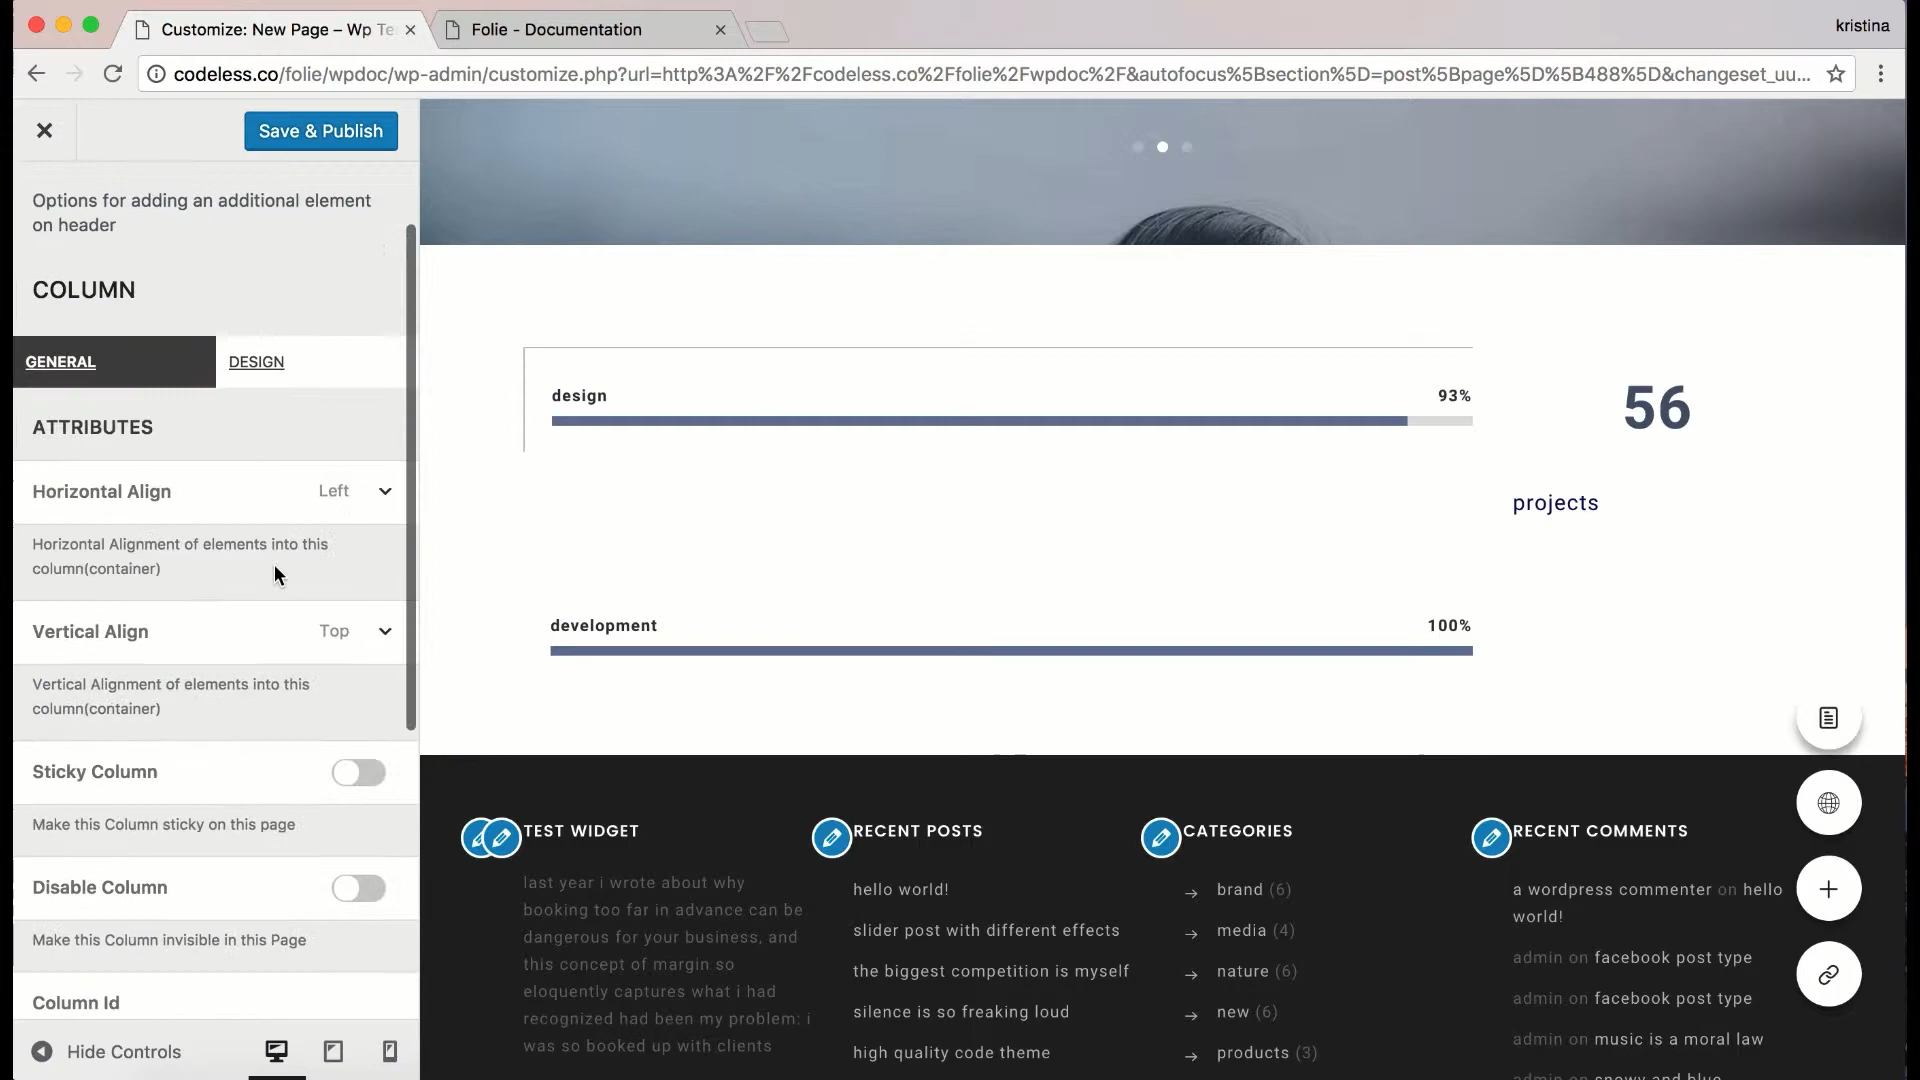 Customize: New Page – Wp Te
Folie - Documentation
kristina
codeless.co/folie/wpdoc/wp-admin/customize.php?url=http%3A%2F%2Fcodeless.co%2Ffolie%2Fwpdoc%2F&autofocus%5Bsection%5D=post%5Bpage%5D%5B488%5D&changeset_uu...
Save & Publish
Options for adding an additional element
on header
COLUMN
GENERAL
DESIGN
ATTRIBUTES
Horizontal Align
Left
Horizontal Alignment of elements into this
column(container)
Vertical Align
Top
Vertical Alignment of elements into this
column(container)
Sticky Column
Make this Column sticky on this page
Disable Column
Make this Column invisible in this Page
Column Id
Hide Controls
design
93%
56
projects
development
100%
TEST WIDGET
last year i wrote about why
booking too far in advance can be
dangerous for your business, and
this concept of margin so
eloquently captures what i had
recognized had been my problem: i
was so booked up with clients
RECENT POSTS
hello world!
slider post with different effects
the biggest competition is myself
silence is so freaking loud
high quality code theme
CATEGORIES
→ brand (6)
→ media (4)
→ nature (6)
→ new (6)
→ products (3)
RECENT COMMENTS
a wordpress commenter on hello
world!
admin on facebook post type
admin on facebook post type
admin on music is a moral law
admin on snowy and blue